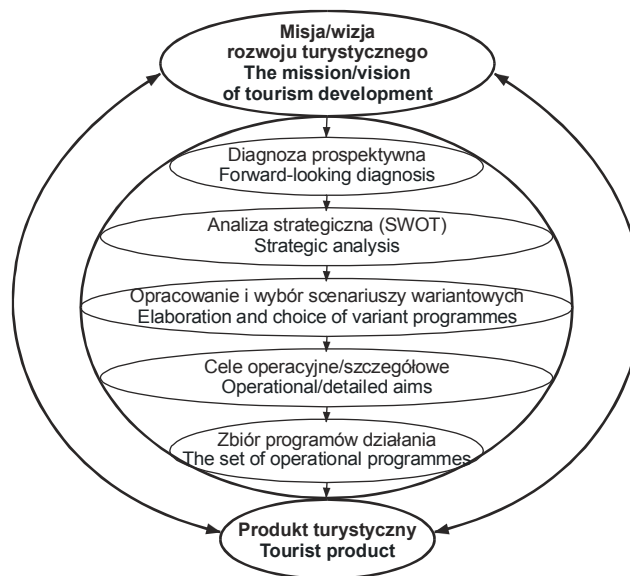 Misja/wizja
rozwoju turystycznego
The mission/vision
of tourism development
Diagnoza prospektywna
Forward-looking diagnosis
Analiza strategiczna (SWOT)
Strategic analysis
Opracowanie i wybór scenariuszy wariantowych
Elaboration and choice of variant programmes
Cele operacyjne/szczegółowe
Operational/detailed aims
Zbiór programów działania
The set of operational programmes
Produkt turystyczny
Tourist product